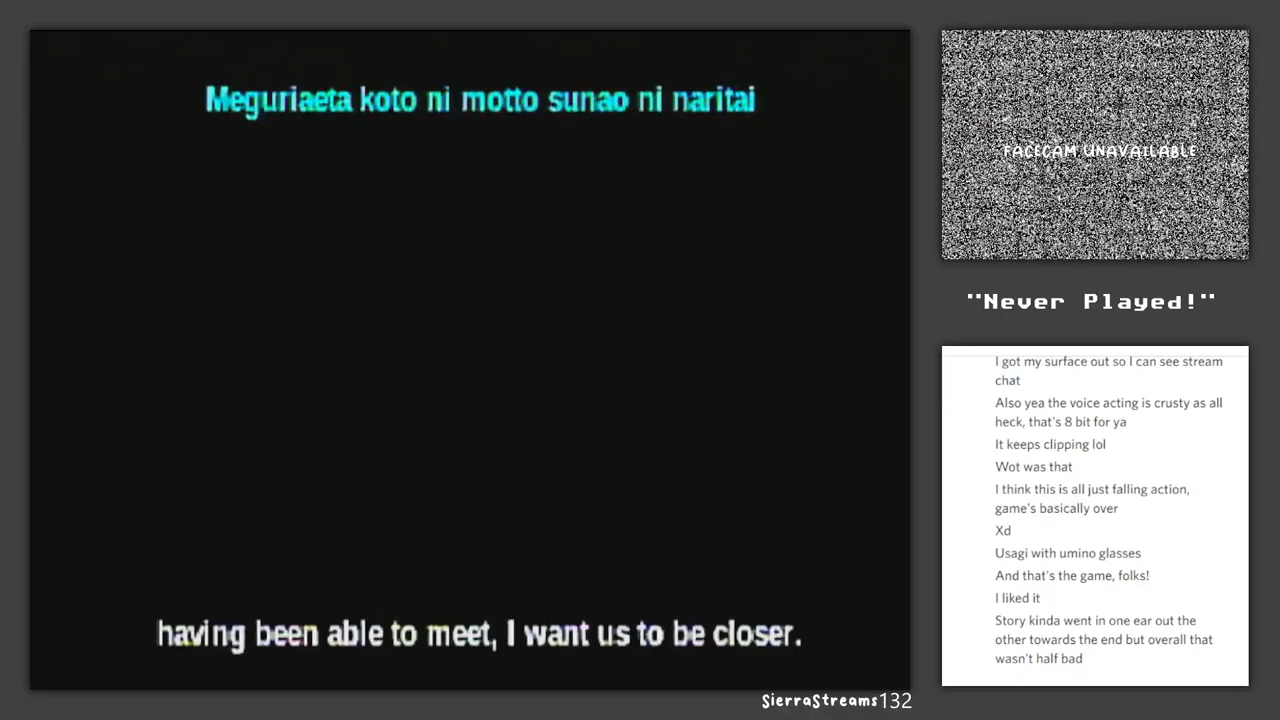 Meguriaeta koto ni motto sunao ni naritai
having been able to meet, I want us to be closer.
FACECAM UNAVAILABLE
"Never Played!"
I got my surface out so I can see stream
chat
Also yea the voice acting is crusty as all
heck, that's 8 bit for ya
It keeps clipping lol
Wot was that
I think this is all just falling action,
game's basically over
Xd
Usagi with umino glasses
And that's the game, folks!
I liked it
Story kinda went in one ear out the
other towards the end but overall that
wasn't half bad
SierraStreams132